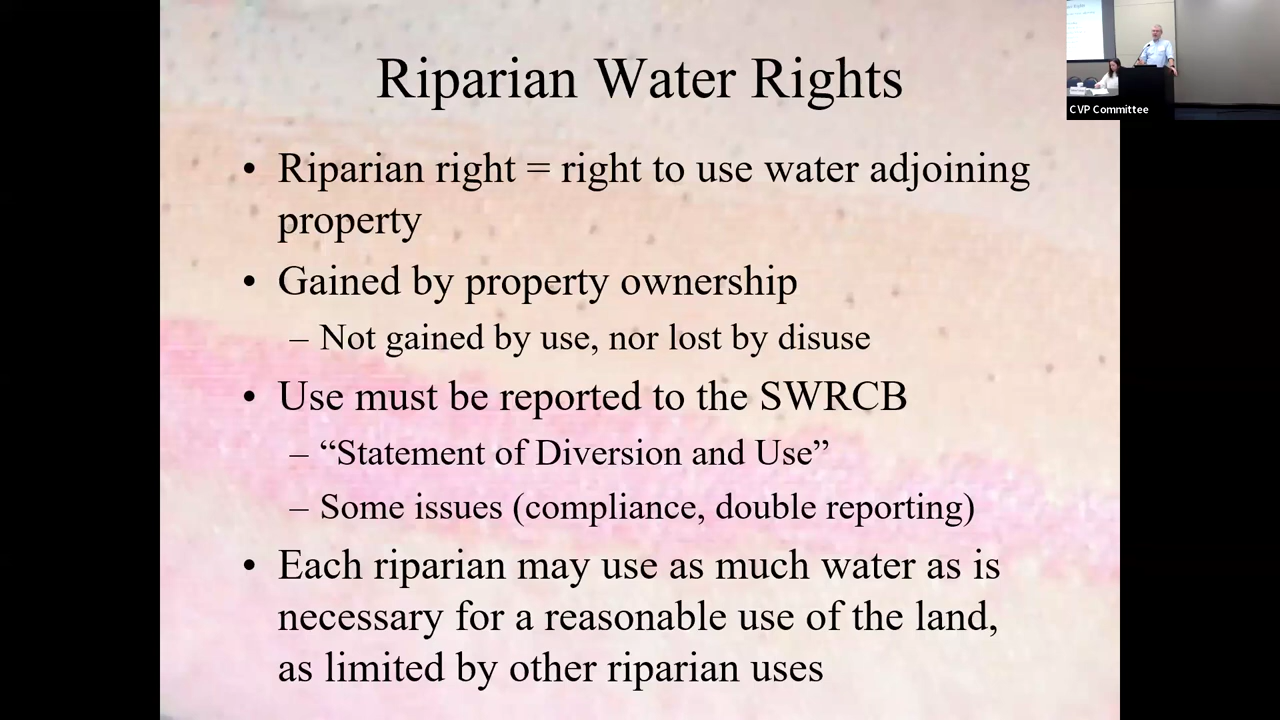 Riparian Water Rights
• Riparian right = right to use water adjoining
property
• Gained by property ownership
– Not gained by use, nor lost by disuse
• Use must be reported to the SWRCB
– “Statement of Diversion and Use”
– Some issues (compliance, double reporting)
• Each riparian may use as much water as is
necessary for a reasonable use of the land,
as limited by other riparian uses
CVP Committee